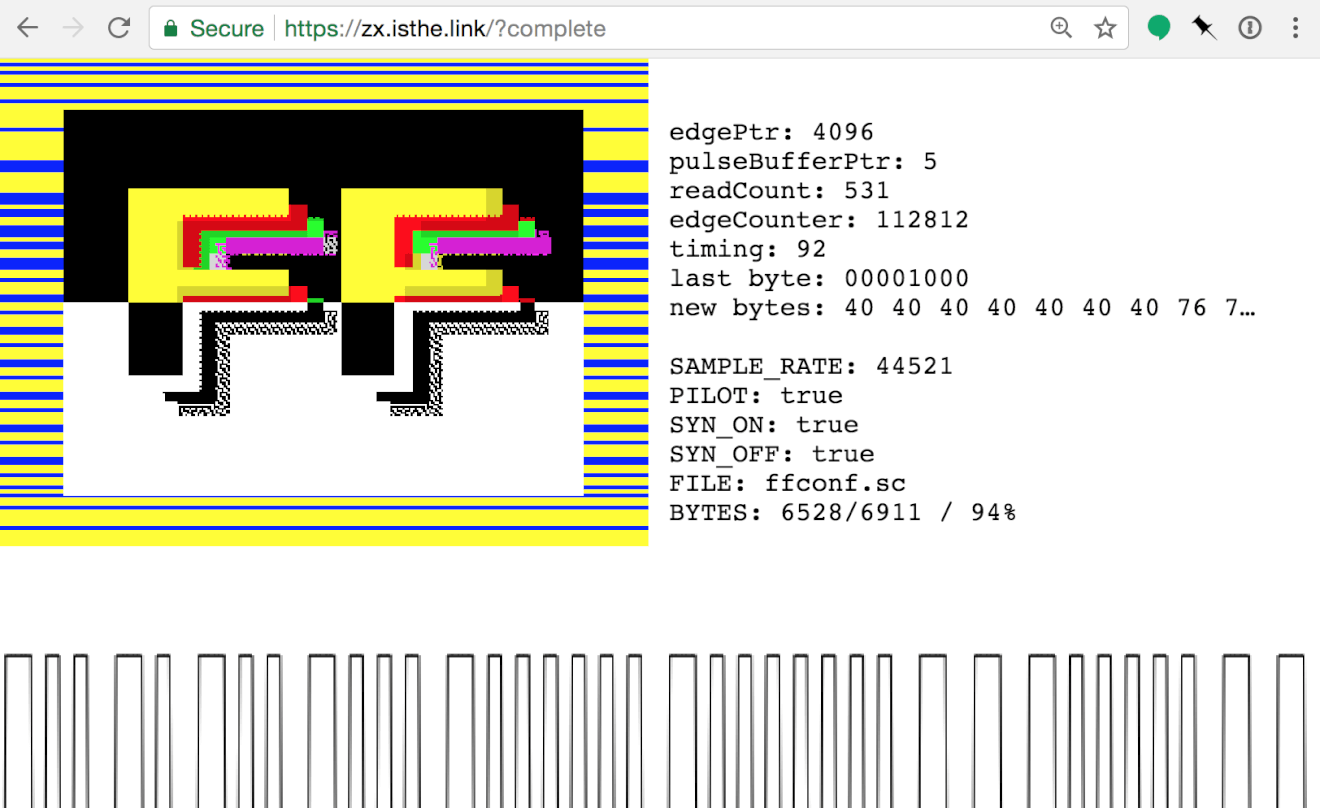 Secure https://zx.isthe.link/?complete
FF
edgePtr: 4096
pulseBufferPtr: 5
readCount: 531
edgeCounter: 112812
timing: 92
last byte: 00001000
new bytes: 40 40 40 40 40 40 40 76 7…
SAMPLE_RATE: 44521
PILOT: true
SYN_ON: true
SYN_OFF: true
FILE: ffconf.sc
BYTES: 6528/6911 / 94%